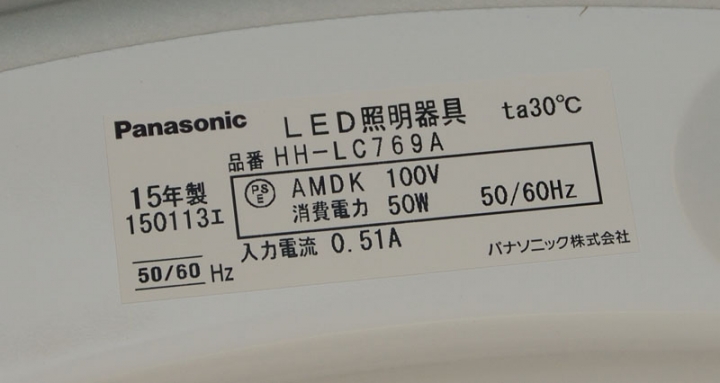 Panasonic LED照明器具 ta30℃
品番 HH-LC769A
15年製
150113エ
PS
E
AMDK 100V
消費電力 50W 50/60Hz
入力電流 0.51A
50/60 Hz
パナソニック株式会社